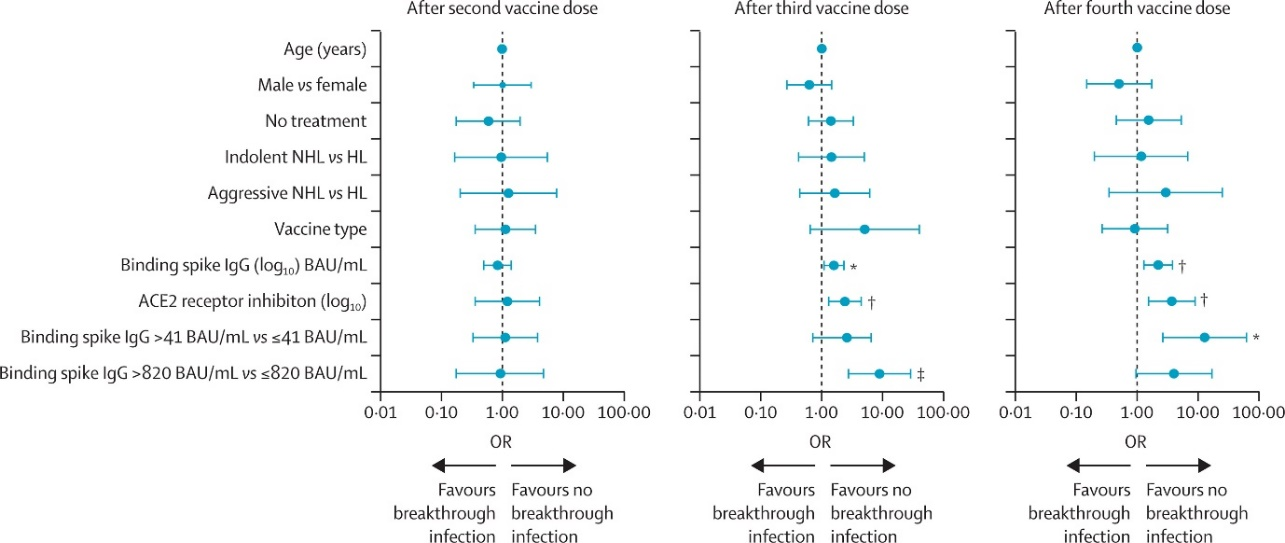 After second vaccine dose
After third vaccine dose
After fourth vaccine dose
Age (years)
Male vs female
No treatment
Indolent NHL vs HL
Aggressive NHL vs HL
Vaccine type
Binding spike IgG (log₁₀) BAU/mL
*
†
ACE2 receptor inhibiton (log₁₀)
†
†
Binding spike IgG >41 BAU/mL vs ≤41 BAU/mL
*
Binding spike IgG >820 BAU/mL vs ≤820 BAU/mL
‡
0·01 0·10 1·00 10·00 100·00
0·01 0·10 1·00 10·00 100·00
0·01 0·10 1·00 10·00 100·00
OR
OR
OR
Favours
breakthrough
infection
Favours no
breakthrough
infection
Favours
breakthrough
infection
Favours no
breakthrough
infection
Favours
breakthrough
infection
Favours no
breakthrough
infection